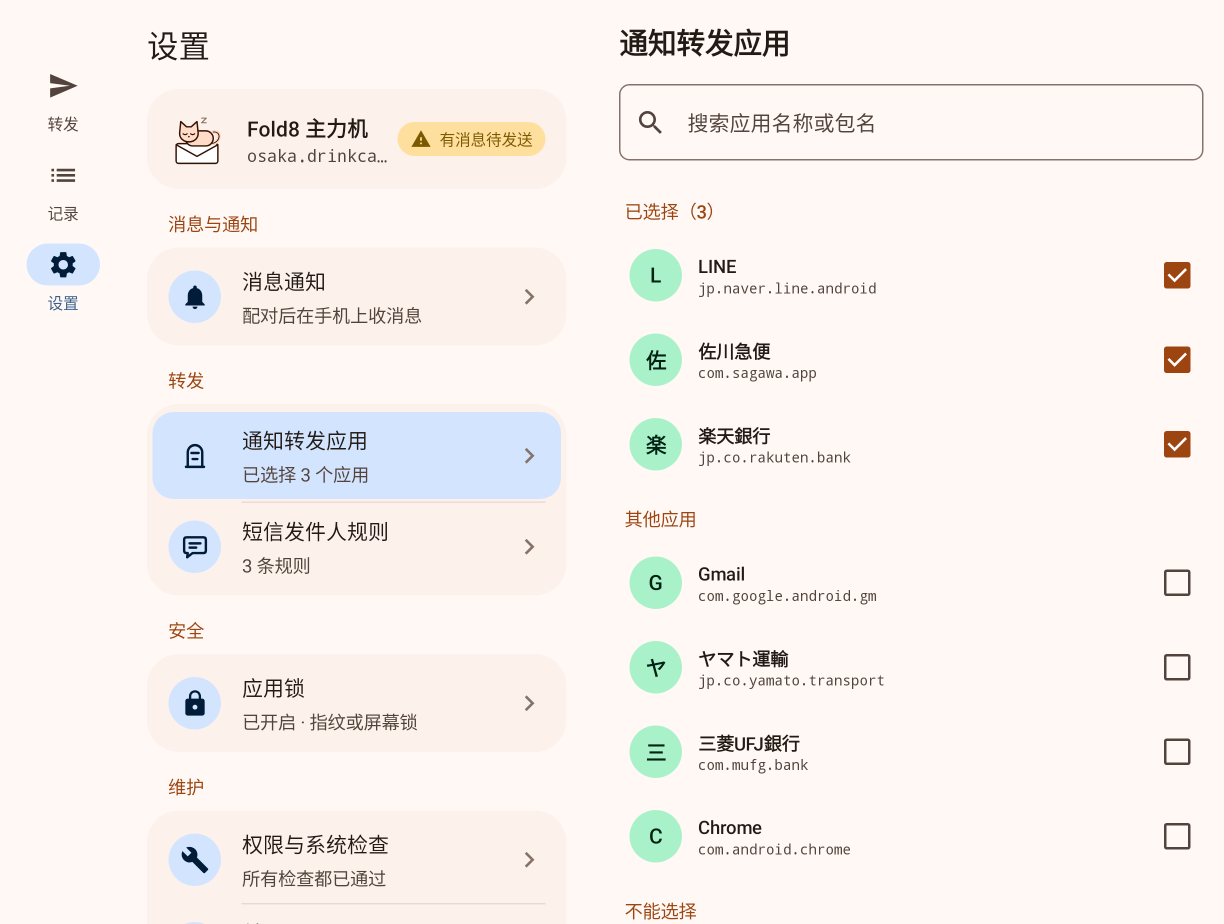 转发
记录
设置
设置
Fold8 主力机
osaka.drinkca…
有消息待发送
消息与通知
消息通知
配对后在手机上收消息
转发
通知转发应用
已选择 3 个应用
短信发件人规则
3 条规则
安全
应用锁
已开启 · 指纹或屏幕锁
维护
权限与系统检查
所有检查都已通过
通知转发应用
搜索应用名称或包名
已选择（3）
L
LINE
jp.naver.line.android
佐
佐川急便
com.sagawa.app
楽
楽天銀行
jp.co.rakuten.bank
其他应用
G
Gmail
com.google.android.gm
ヤ
ヤマト運輸
jp.co.yamato.transport
三
三菱UFJ銀行
com.mufg.bank
C
Chrome
com.android.chrome
不能选择